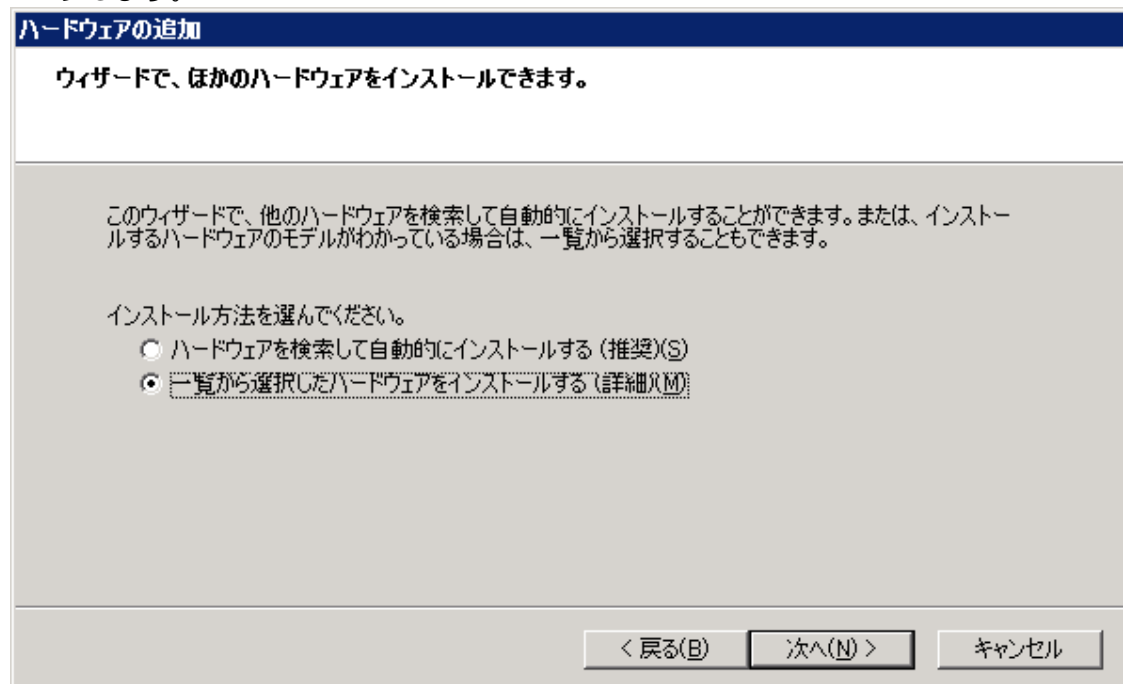 ハードウェアの追加
ウィザードで、ほかのハードウェアをインストールできます。
このウィザードで、他のハードウェアを検索して自動的にインストールすることができます。または、インストー
ルするハードウェアのモデルがわかっている場合は、一覧から選択することもできます。
インストール方法を選んでください。
ハードウェアを検索して自動的にインストールする (推奨)(S)
一覧から選択したハードウェアをインストールする (詳細)(M)
< 戻る(B) 次へ(N) > キャンセル